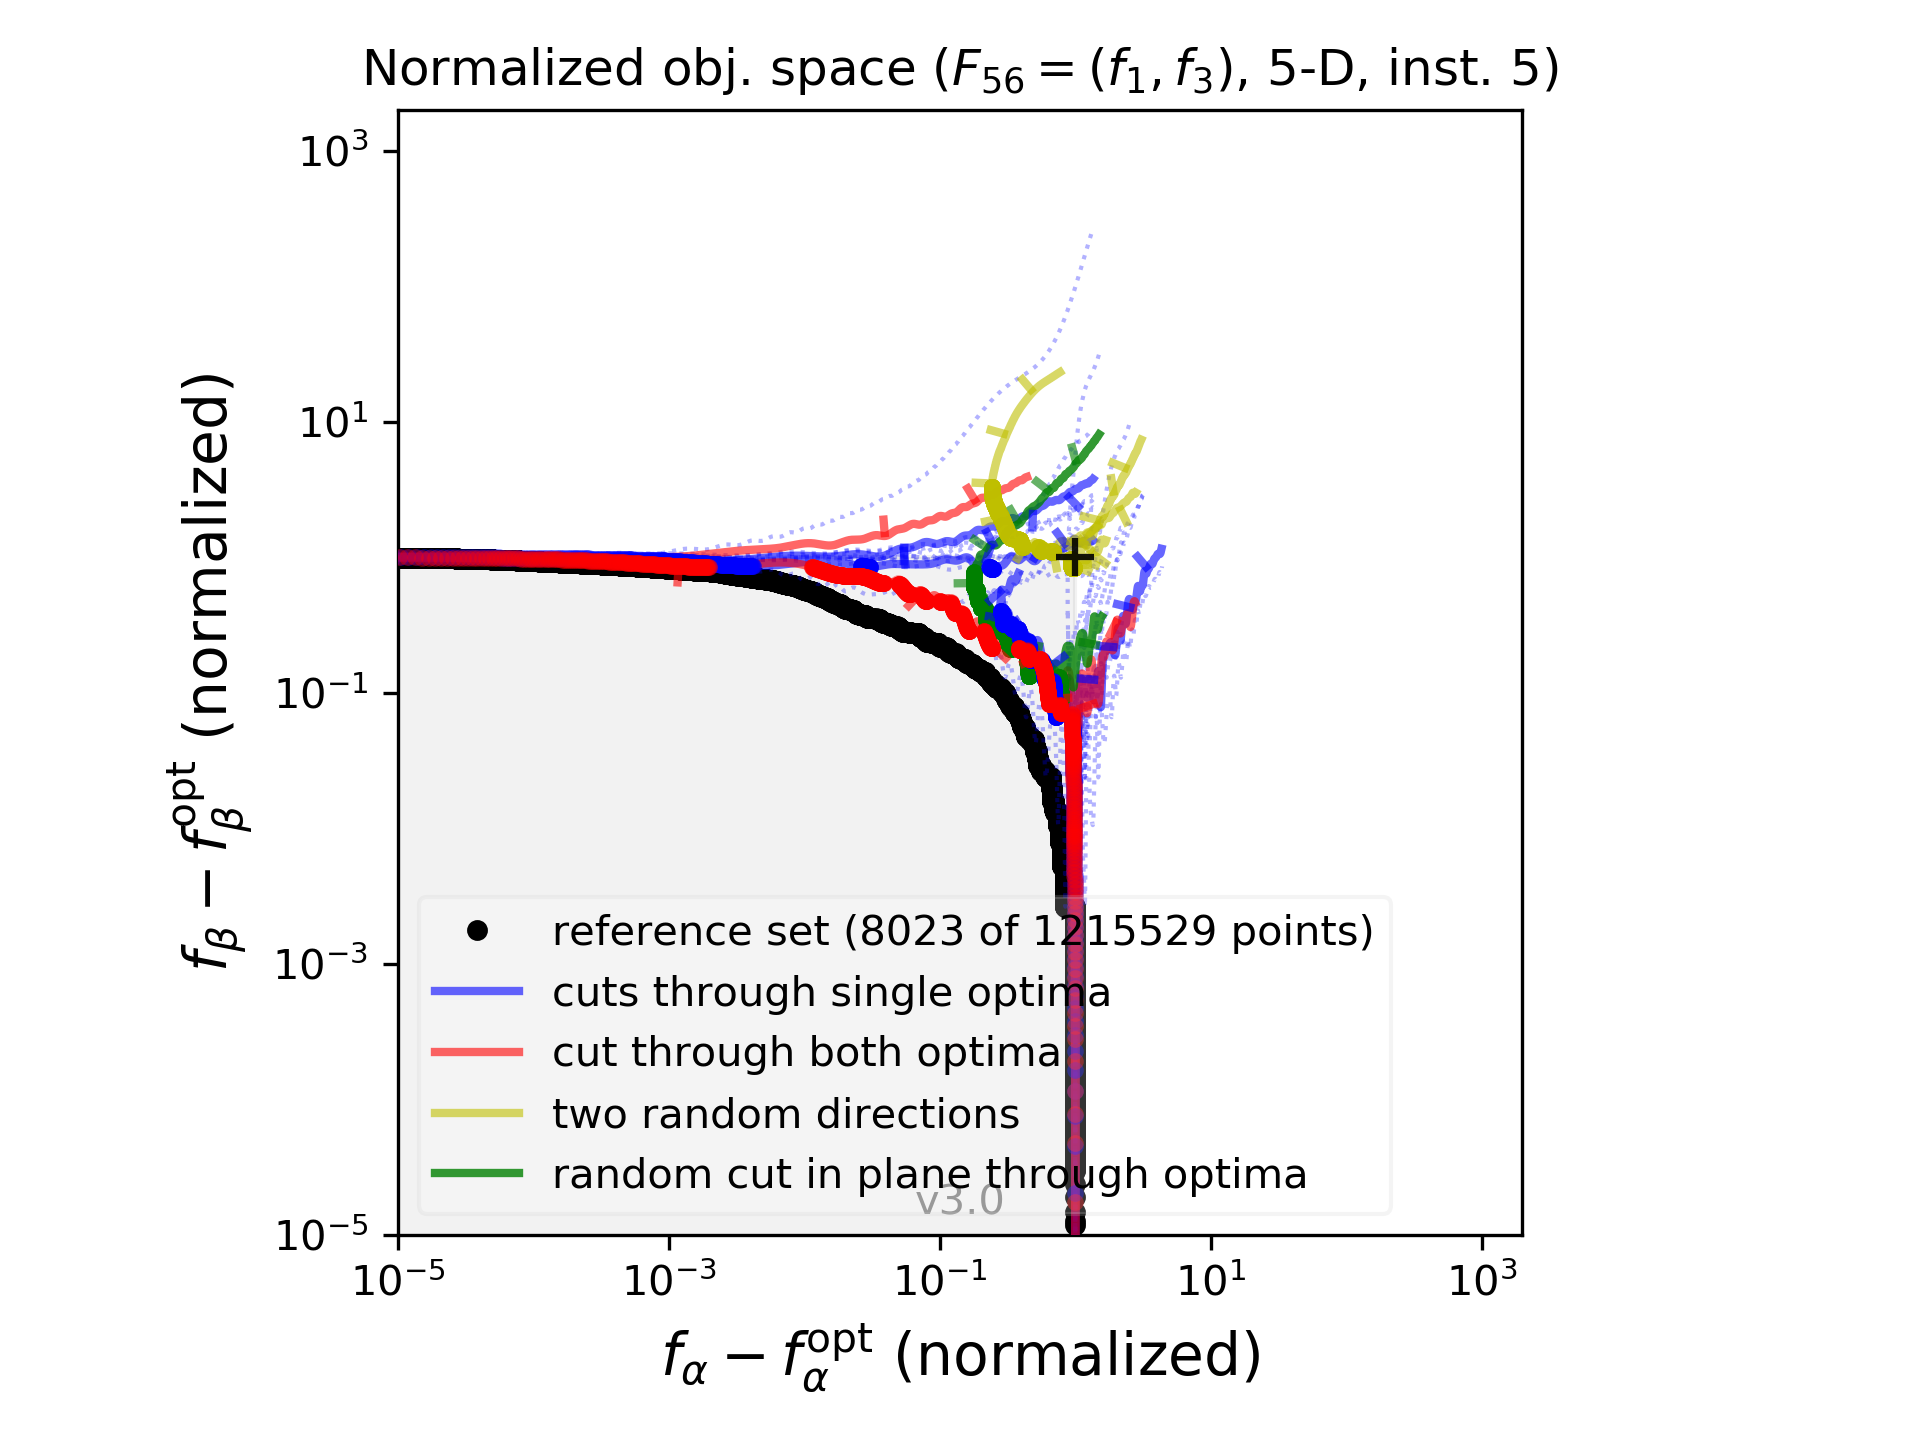 Normalized obj. space (F₅₆ = (f₁, f₃), 5-D, inst. 5)
10³
10¹
10⁻¹
10⁻³
10⁻⁵
f_β − f_β^opt (normalized)
reference set (8023 of 1215529 points)
cuts through single optima
cut through both optima
two random directions
random cut in plane through optima
v3.0
10⁻⁵ 10⁻³ 10⁻¹ 10¹ 10³
f_α − f_α^opt (normalized)